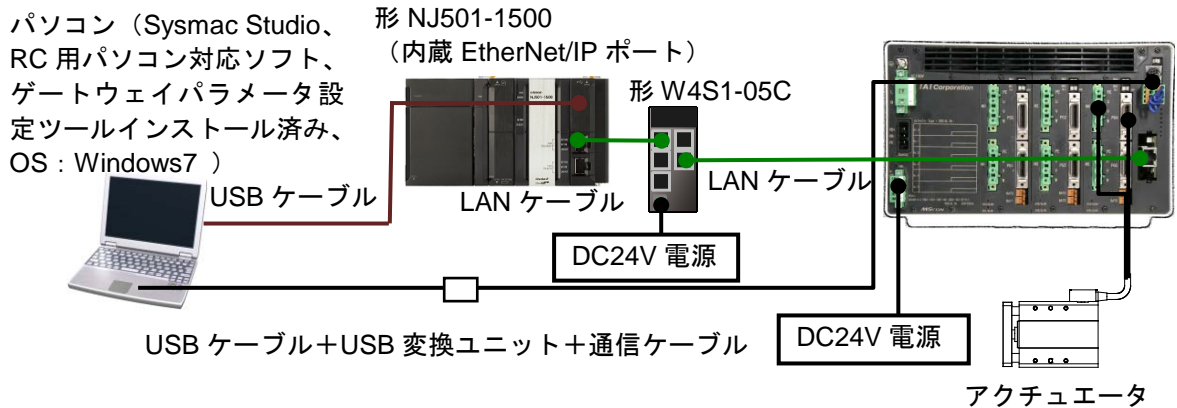 パソコン（Sysmac Studio、
RC 用パソコン対応ソフト、
ゲートウェイパラメータ設
定ツールインストール済み、
OS：Windows7 ）
形 NJ501-1500
（内蔵 EtherNet/IP ポート）
形 W4S1-05C
USB ケーブル
LAN ケーブル
LAN ケーブル
DC24V 電源
USB ケーブル＋USB 変換ユニット＋通信ケーブル
DC24V 電源
アクチュエータ
NJ501-1500
IAI Corporation